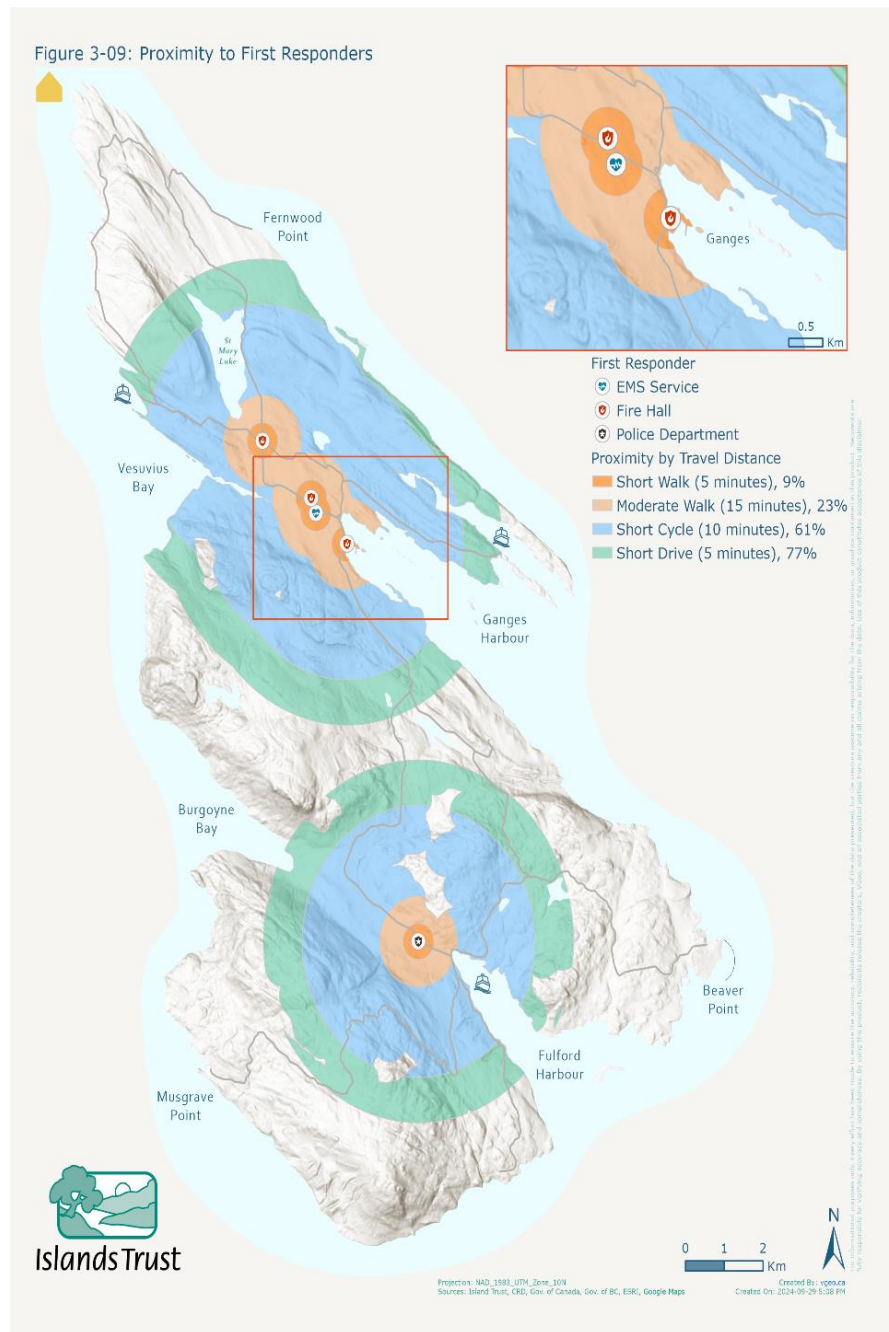 Figure 3-09: Proximity to First Responders
Fernwood
Point
St
Mary
Lake
Vesuvius
Bay
Ganges
Harbour
Burgoyne
Bay
Beaver
Point
Fulford
Harbour
Musgrave
Point
Ganges
0.5
Km
First Responder
EMS Service
Fire Hall
Police Department
Proximity by Travel Distance
Short Walk (5 minutes), 9%
Moderate Walk (15 minutes), 23%
Short Cycle (10 minutes), 61%
Short Drive (5 minutes), 77%
Islands Trust
N
0 1 2
Km
Projection: NAD_1983_UTM_Zone_10N
Sources: Island Trust, CRD, Gov. of Canada, Gov. of BC, ESRI, Google Maps
Created By: vgeo.ca
Created On: 2024-09-29 5:08 PM